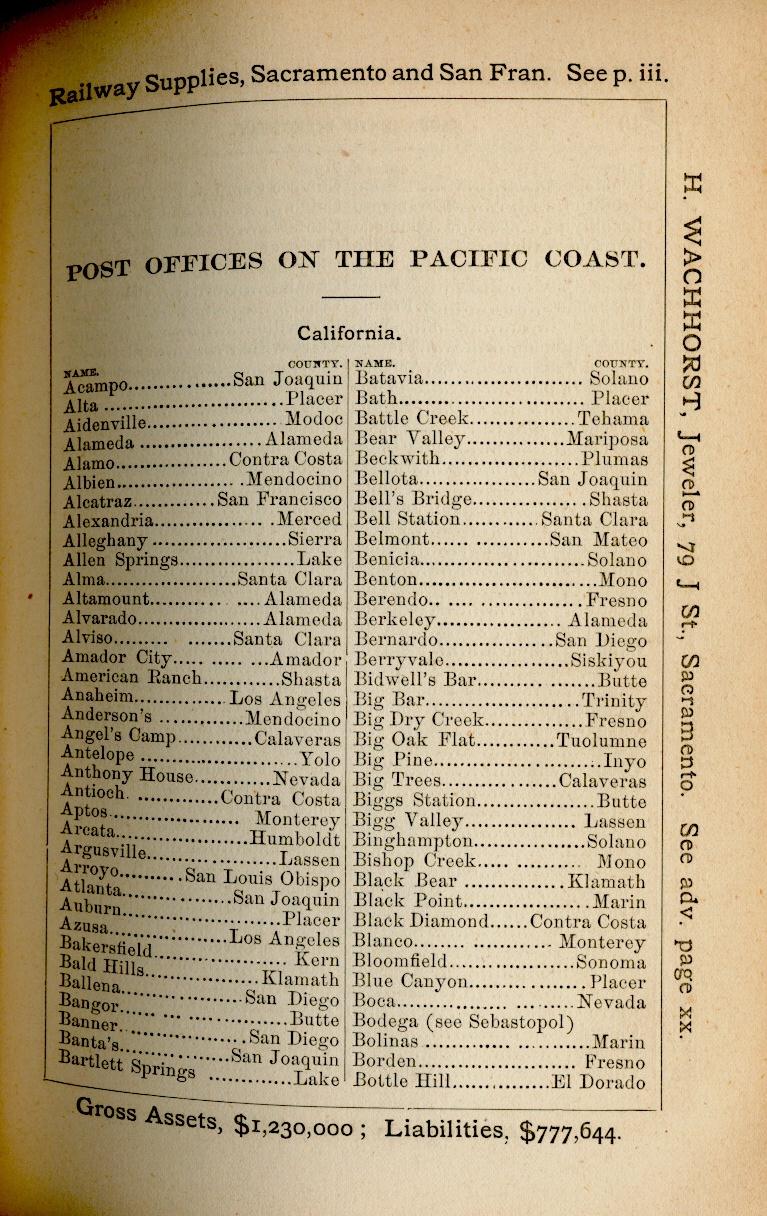 Railway Supplies, Sacramento and San Fran. See p. iii.
POST OFFICES ON THE PACIFIC COAST.
California.
NAME. COUNTY.
Acampo................San Joaquin
Alta ...........................Placer
Aidenville.................... Modoc
Alameda ...................Alameda
Alamo.................Contra Costa
Albien................... .Mendocino
Alcatraz............San Francisco
Alexandria.................. .Merced
Alleghany ....................Sierra
Allen Springs..................Lake
Alma....................Santa Clara
Altamount........... .....Alameda
Alvarado...................Alameda
Alviso......... .......Santa Clara
Amador City..... ...... ...Amador
American Ranch............Shasta
Anaheim..............Los Angeles
Anderson's .............Mendocino
Angel's Camp...........Calaveras
Antelope ........................Yolo
Anthony House............Nevada
Antioch. ............Contra Costa
Aptos.................... Monterey
Arcata....................Humboldt
Argusville....................Lassen
Arroyo..........San Louis Obispo
Atlanta.................San Joaquin
Auburn........................Placer
Azusa..................Los Angeles
Bakersfield.................... Kern
Bald Hills.................Klamath
Ballena..................San Diego
Bangor..... ... ................Butte
Banner.....................San Diego
Banta's.................San Joaquin
Bartlett Springs .............Lake
NAME. COUNTY.
Batavia......................... Solano
Bath............................ Placer
Battle Creek................Tehama
Bear Valley...............Mariposa
Beckwith......................Plumas
Bellota..................San Joaquin
Bell's Bridge................ .Shasta
Bell Station............Santa Clara
Belmont...... ............San Mateo
Benicia..........................Solano
Benton...........................Mono
Berendo.. ..... ................Fresno
Berkeley.................... Alameda
Bernardo.................San Diego
Berryvale...................Siskiyou
Bidwell's Bar.......... ..........Butte
Big Bar........................Trinity
Big Dry Creek...............Fresno
Big Oak Flat............Tuolumne
Big Pine...........................Inyo
Big Trees.................Calaveras
Biggs Station..................Butte
Bigg Valley.................. Lassen
Binghampton..................Solano
Bishop Creek..... ........... Mono
Black Bear ................Klamath
Black Point....................Marin
Black Diamond......Contra Costa
Blanco........ ............ Monterey
Bloomfield...................Sonoma
Blue Canyon......... .........Placer
Boca................ ... ........Nevada
Bodega (see Sebastopol)
Bolinas ............. ............Marin
Borden......................... Fresno
Bottle Hill...............El Dorado
H. WACHHORST, Jeweler, 79 J St., Sacramento. See adv. page xx.
Gross Assets, $1,230,000 ; Liabilities, $777,644.